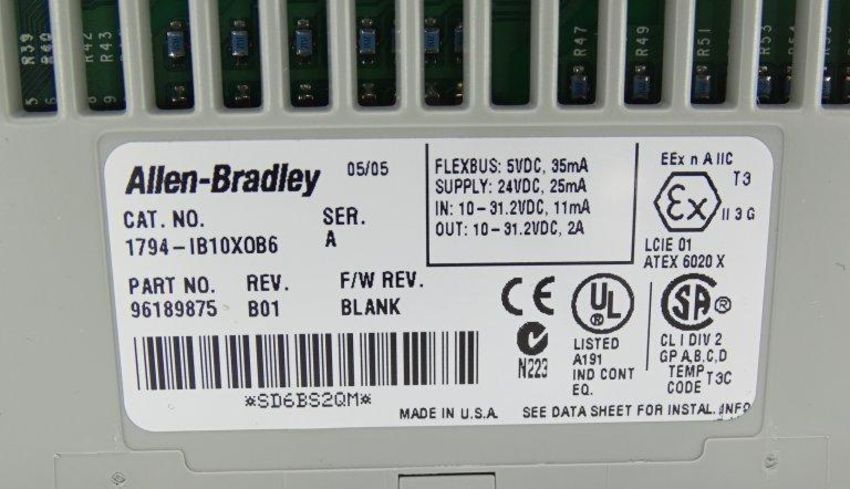 R39
R40
R42
R43
R47
R49
R51
R53
Allen-Bradley 05/05
CAT. NO. SER.
1794-IB10XOB6 A
PART NO. REV. F/W REV.
96189875 B01 BLANK
*SD6BS2QM*
FLEXBUS: 5VDC, 35mA
SUPPLY: 24VDC, 25mA
IN: 10-31.2VDC, 11mA
OUT: 10-31.2VDC, 2A
EEx n A IIC
T3
Ex
II 3 G
LCIE 01
ATEX 6020 X
CE
N223
UL
®
LISTED
A191
IND CONT
EQ.
SA ®
CL I DIV 2
GP A,B,C,D
TEMP
CODE T3C
MADE IN U.S.A. SEE DATA SHEET FOR INSTAL. INFO